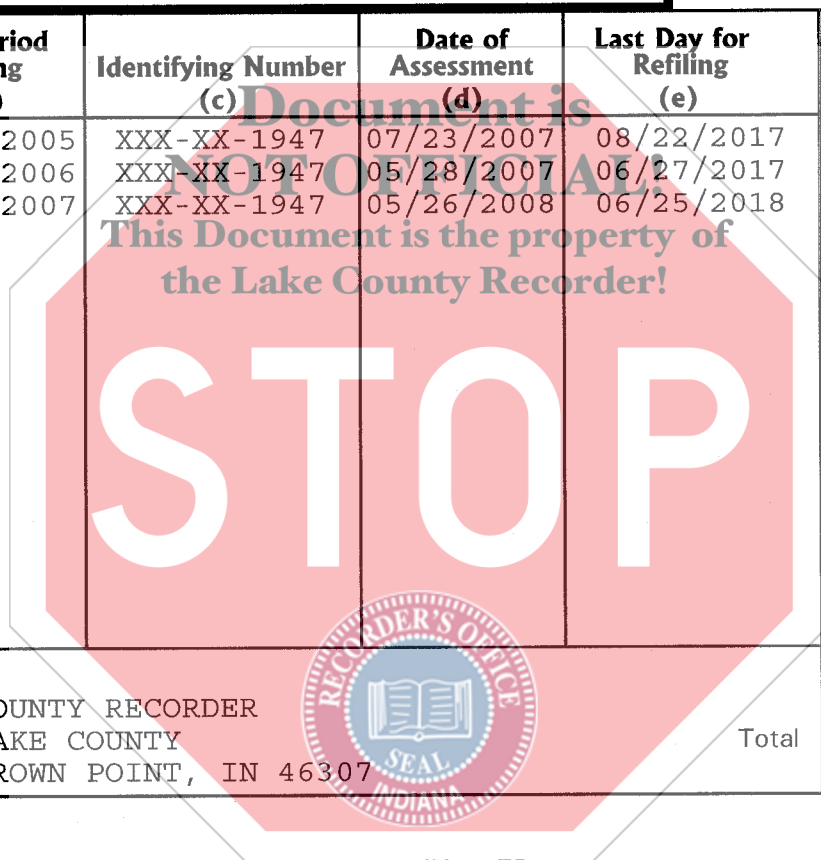 riod Identifying Number Date of Last Day for
ng (c) Assessment Refiling
) (d) (e)
Document is
2005 XXX-XX-1947 07/23/2007 08/22/2017
NOT OFFICIAL!
2006 XXX-XX-1947 05/28/2007 06/27/2017
2007 XXX-XX-1947 05/26/2008 06/25/2018
This Document is the property of
the Lake County Recorder!
STOP
RECORDER'S OFFICE
SEAL
INDIANA
OUNTY RECORDER
AKE COUNTY Total
ROWN POINT, IN 46307